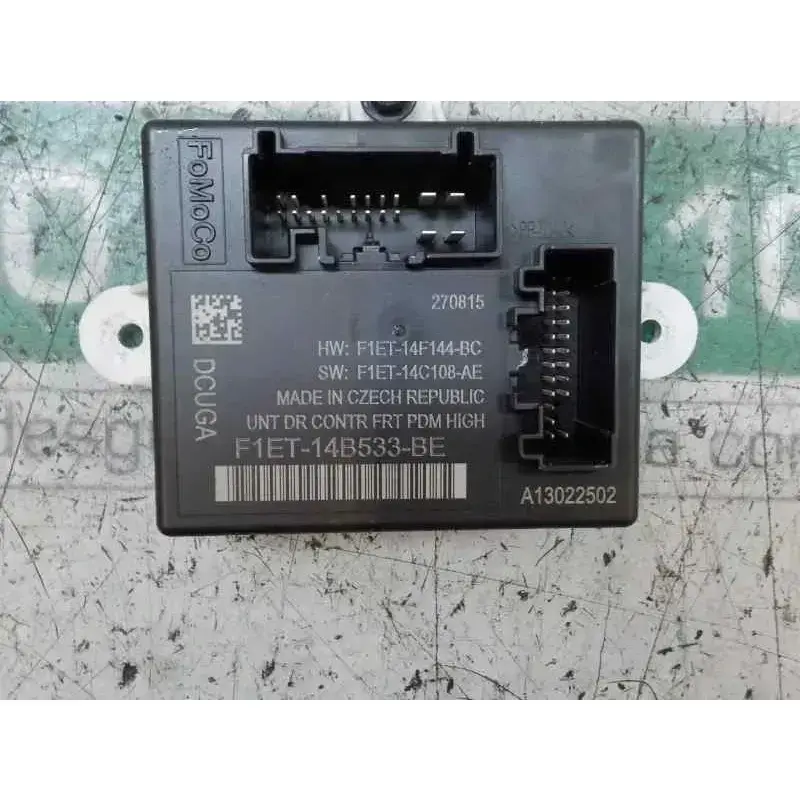 FoMoCo
270815
HW: F1ET-14F144-BC
SW: F1ET-14C108-AE
MADE IN CZECH REPUBLIC
UNT DR CONTR FRT PDM HIGH
F1ET-14B533-BE
DCUGA
A13022502